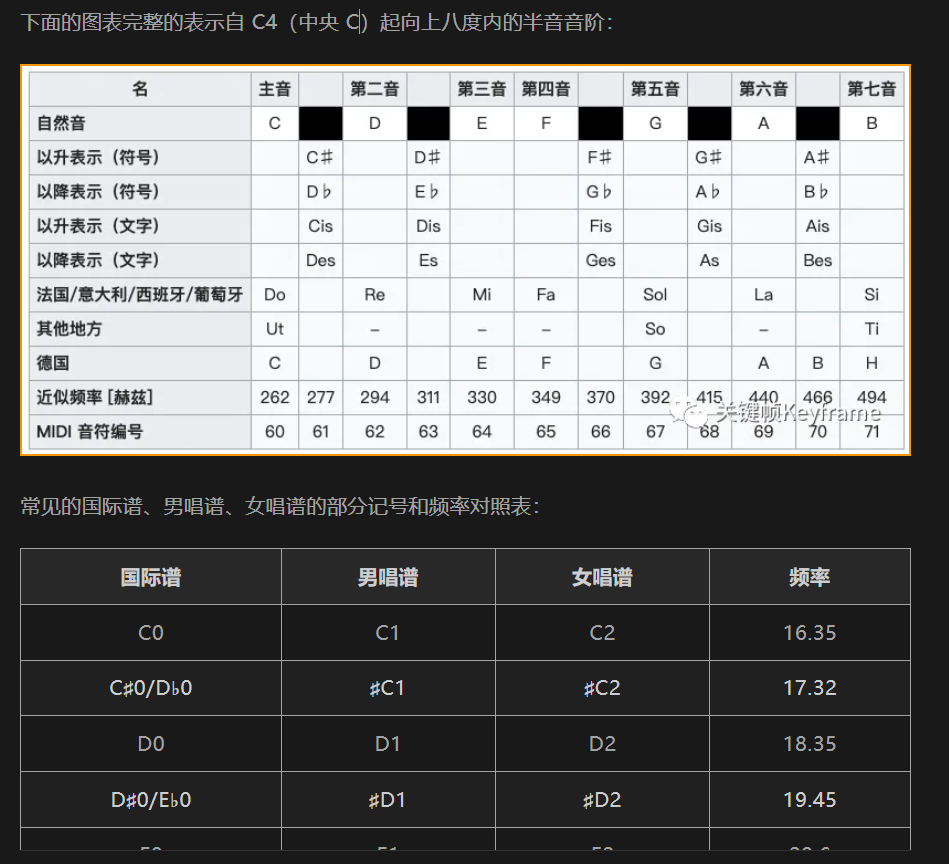 下面的图表完整的表示自 C4（中央 C）起向上八度内的半音音阶：
名 主音 第二音 第三音 第四音 第五音 第六音 第七音
自然音 C D E F G A B
以升表示（符号） C♯ D♯ F♯ G♯ A♯
以降表示（符号） D♭ E♭ G♭ A♭ B♭
以升表示（文字） Cis Dis Fis Gis Ais
以降表示（文字） Des Es Ges As Bes
法国/意大利/西班牙/葡萄牙 Do Re Mi Fa Sol La Si
其他地方 Ut – – – So – Ti
德国 C D E F G A B H
近似频率 [赫兹] 262 277 294 311 330 349 370 392 415 440 466 494
关键帧Keyframe
MIDI 音符编号 60 61 62 63 64 65 66 67 68 69 70 71
常见的国际谱、男唱谱、女唱谱的部分记号和频率对照表：
国际谱 男唱谱 女唱谱 频率
C0 C1 C2 16.35
C♯0/D♭0 ♯C1 ♯C2 17.32
D0 D1 D2 18.35
D♯0/E♭0 ♯D1 ♯D2 19.45